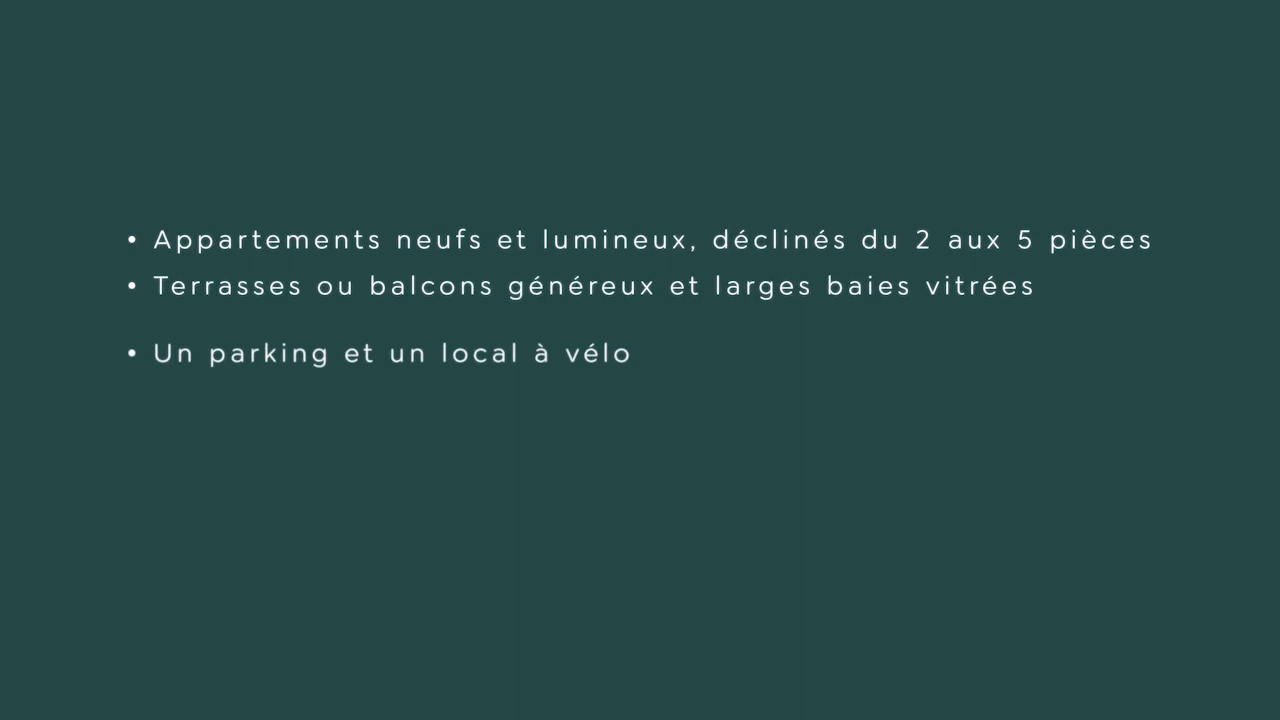 • Appartements neufs et lumineux, déclinés du 2 aux 5 pièces
• Terrasses ou balcons généreux et larges baies vitrées
• Un parking et un local à vélo